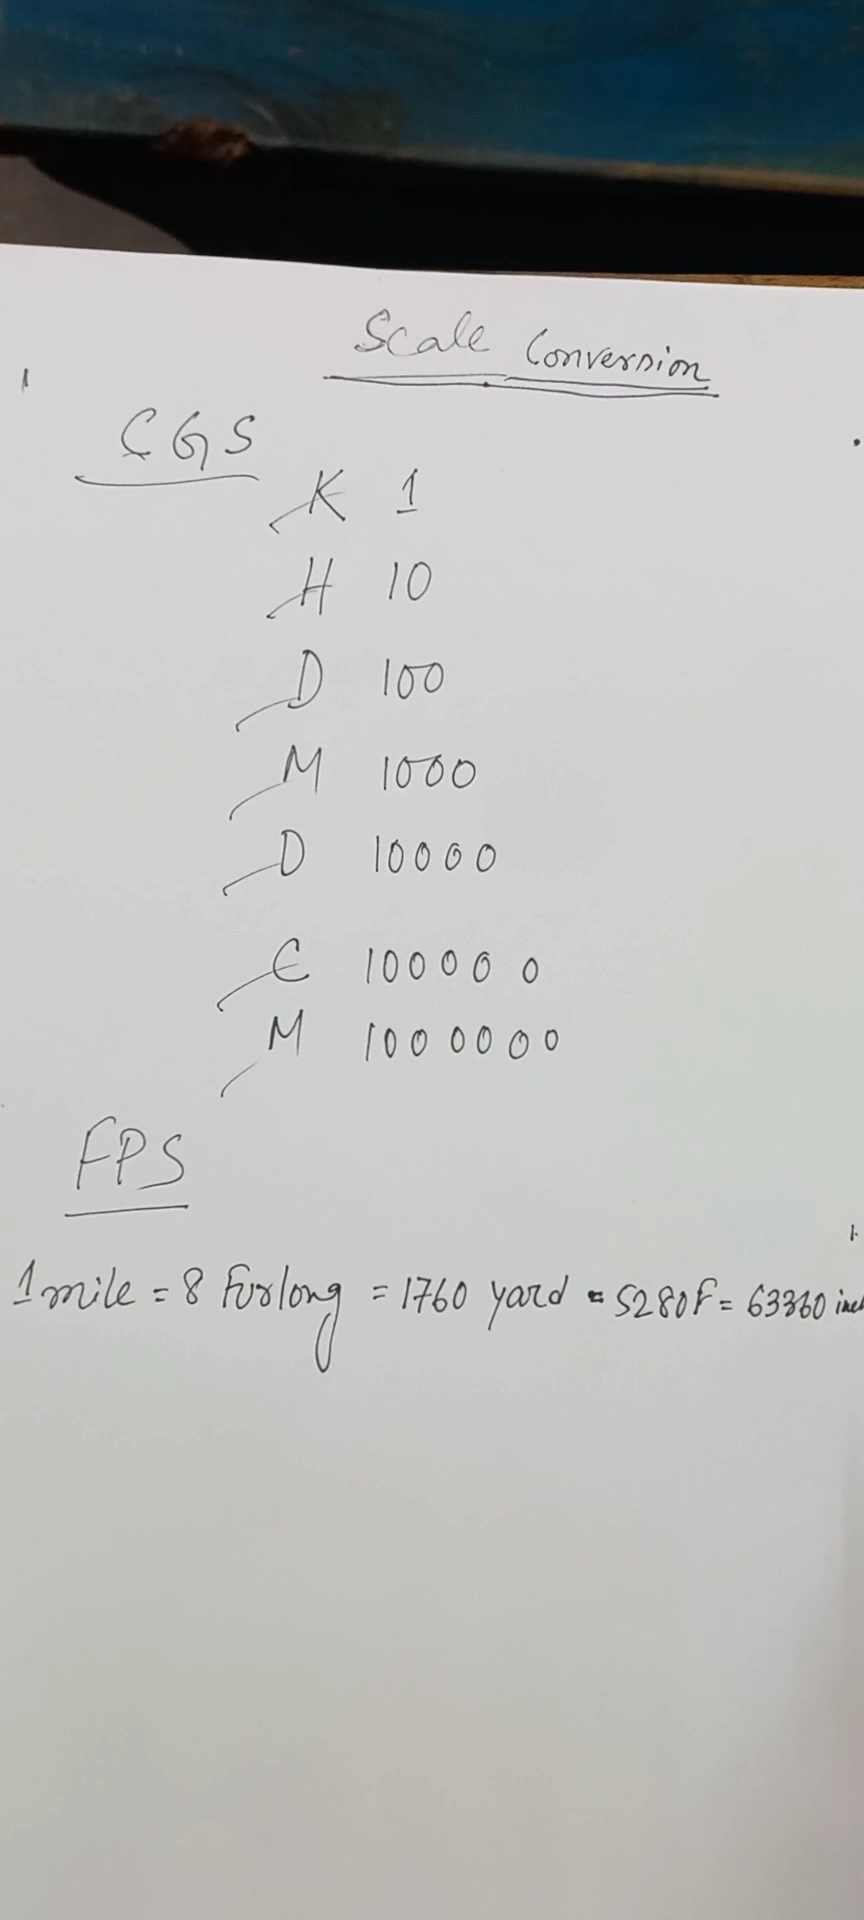 Scale Conversion
CGS
K 1
H 10
D 100
M 1000
D 10000
C 100000
M 1000000
FPS
1 mile = 8 Furlong = 1760 yard = 5280F = 63360 inch